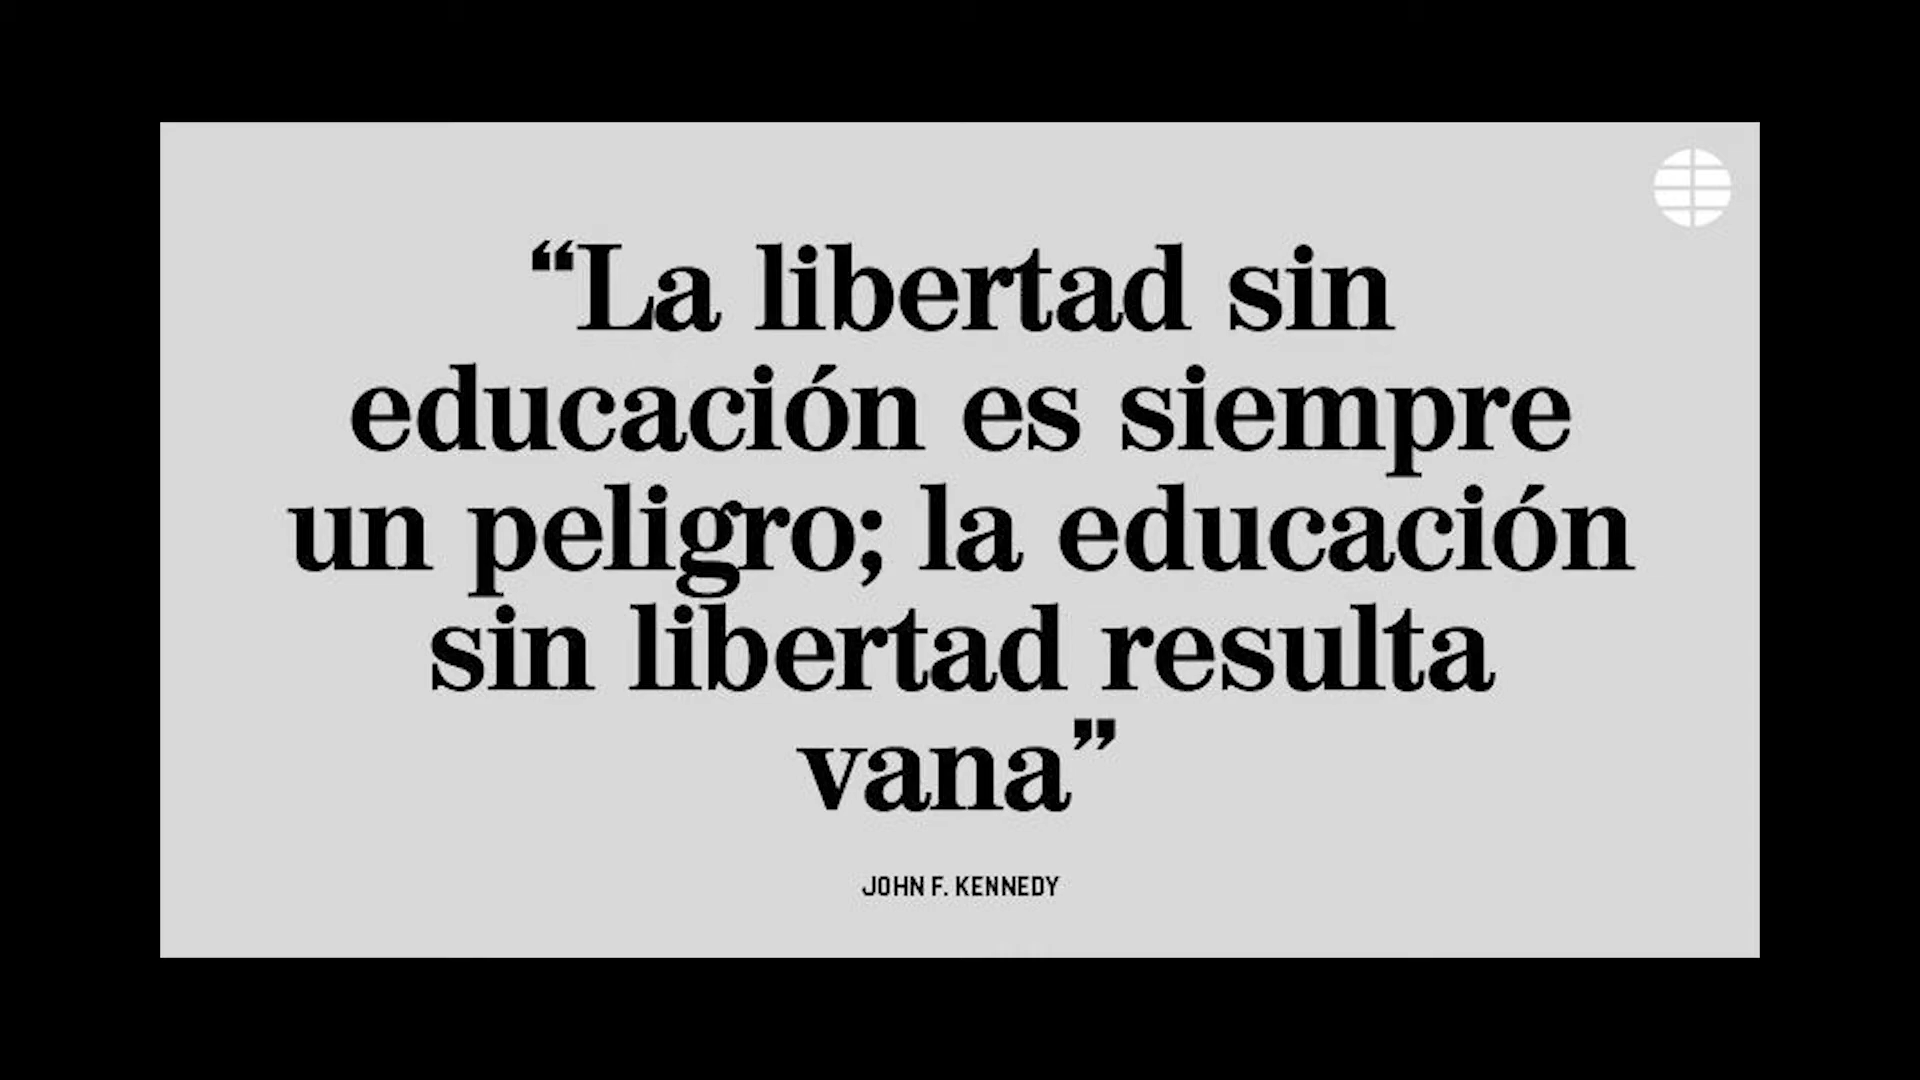 “La libertad sin
educación es siempre
un peligro; la educación
sin libertad resulta
vana”
JOHN F. KENNEDY